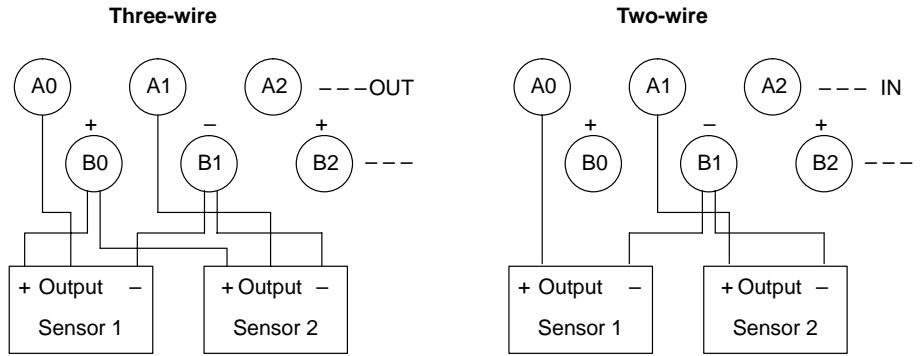 Three-wire Two-wire
A0 A1 A2 −−−OUT A0 A1 A2 −−− IN
+ − + + − +
B0 B1 B2 −−− B0 B1 B2 −−−
+ Output − + Output − + Output − + Output −
Sensor 1 Sensor 2 Sensor 1 Sensor 2